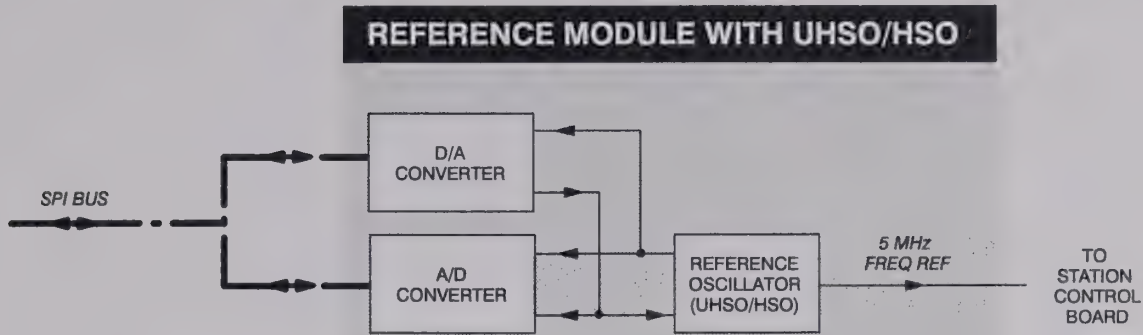 REFERENCE MODULE WITH UHSO/HSO
D/A
CONVERTER
SPI BUS
A/D
CONVERTER
REFERENCE
OSCILLATOR
(UHSO/HSO)
5 MHz
FREQ REF
TO
STATION
CONTROL
BOARD